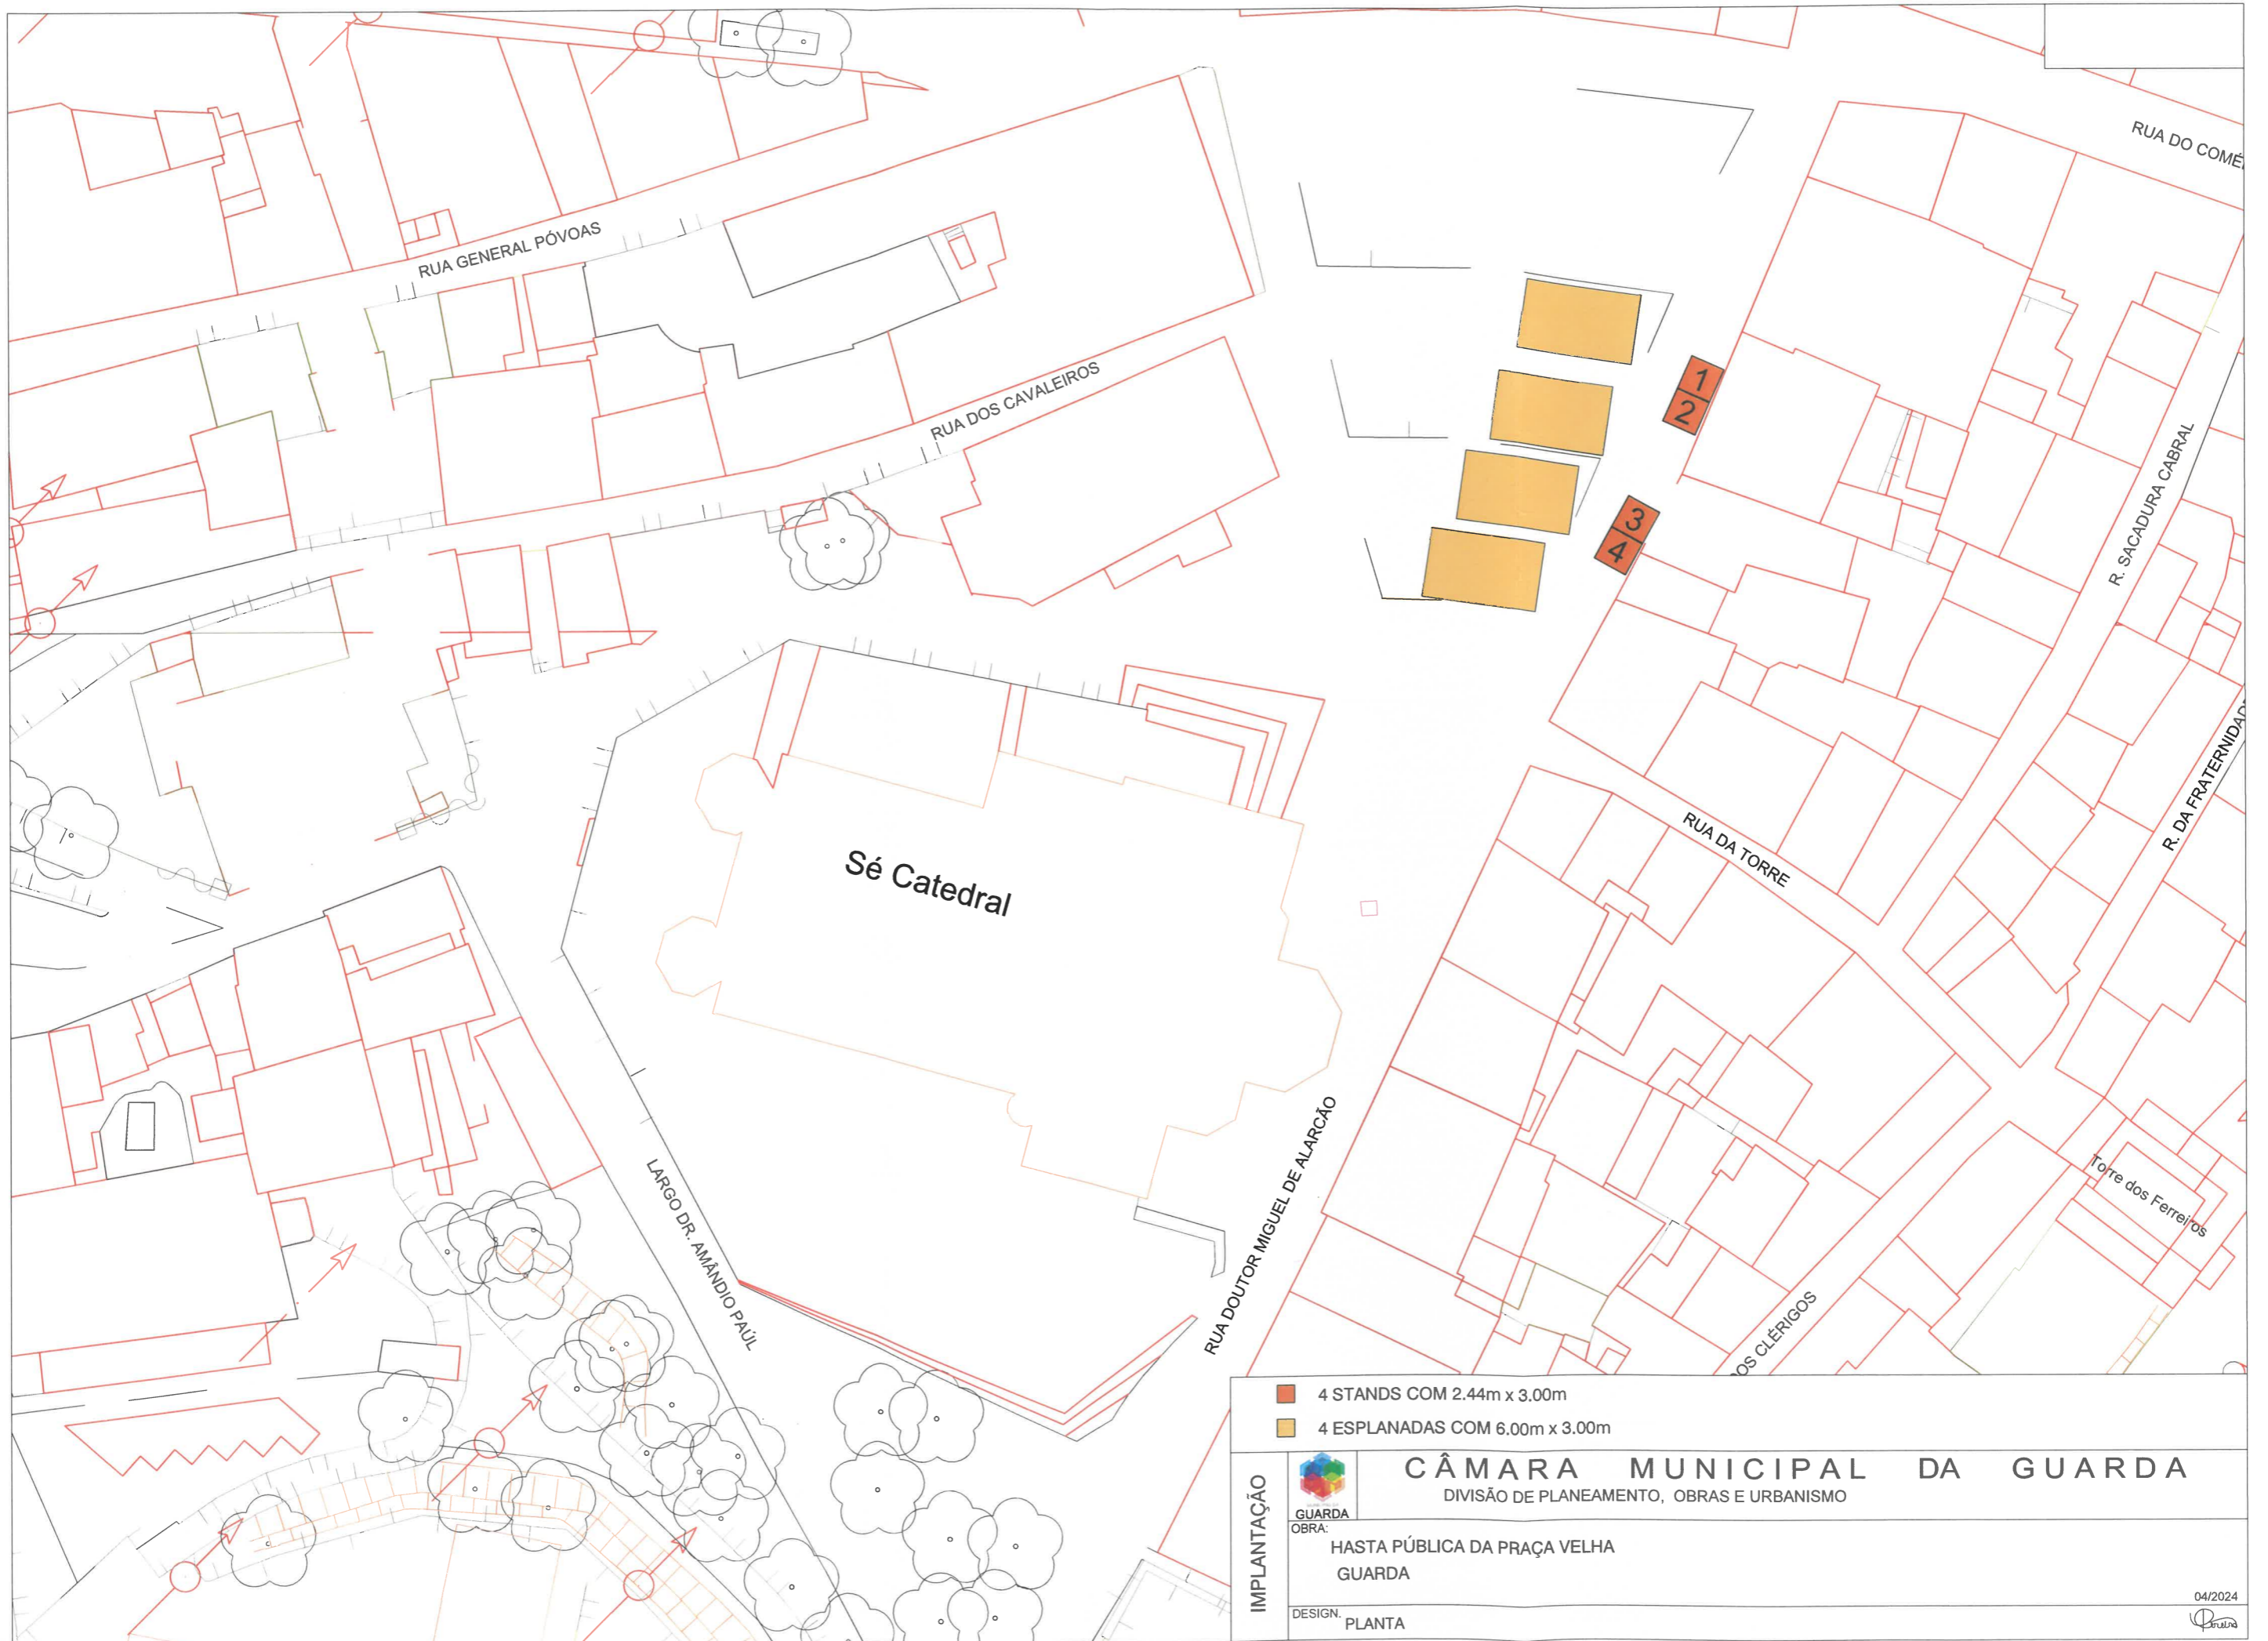 RUA DO COMÉ
RUA GENERAL PÓVOAS
RUA DOS CAVALEIROS
1
2
3
4
R. SACADURA CABRAL
R. DA FRATERNIDAD
RUA DA TORRE
Sé Catedral
RUA DOUTOR MIGUEL DE ALARCÃO
LARGO DR. AMÂNDIO PAÚL
Torre dos Ferreiros
DOS CLÉRIGOS
4 STANDS COM 2.44m x 3.00m
4 ESPLANADAS COM 6.00m x 3.00m
IMPLANTAÇÃO
GUARDA
CÂMARA MUNICIPAL DA GUARDA
DIVISÃO DE PLANEAMENTO, OBRAS E URBANISMO
OBRA:
HASTA PÚBLICA DA PRAÇA VELHA
GUARDA
04/2024
DESIGN.
PLANTA